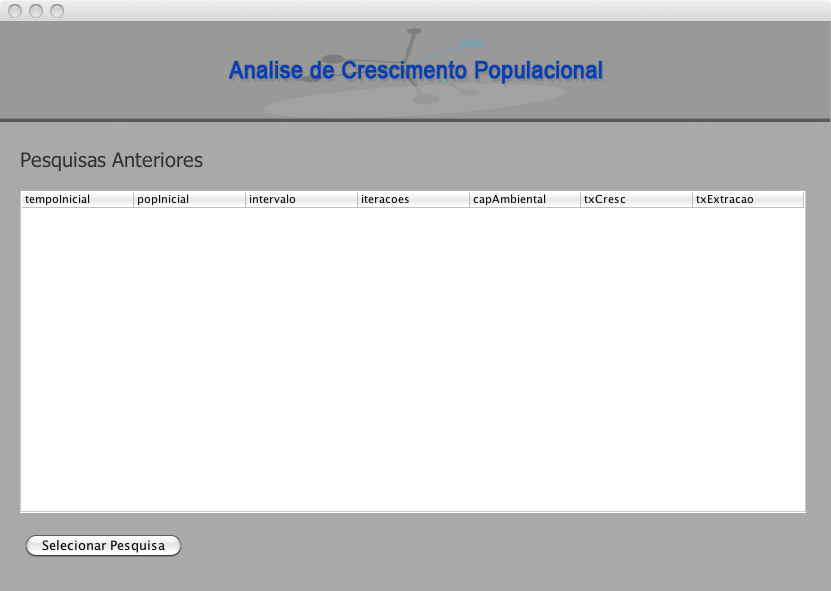 Analise de Crescimento Populacional
Pesquisas Anteriores
tempoInicial popInicial intervalo iteracoes capAmbiental txCresc txExtracao
Selecionar Pesquisa